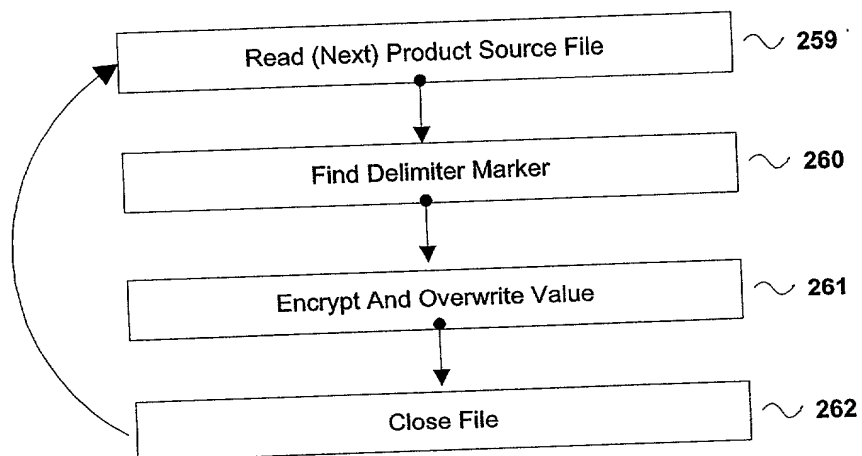 Read (Next) Product Source File 259
Find Delimiter Marker 260
Encrypt And Overwrite Value 261
Close File 262